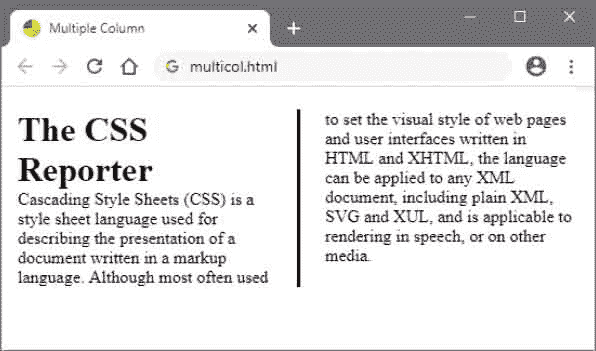 Multiple Column
multicol.html
The CSS
Reporter
Cascading Style Sheets (CSS) is a
style sheet language used for
describing the presentation of a
document written in a markup
language. Although most often used
to set the visual style of web pages
and user interfaces written in
HTML and XHTML, the language
can be applied to any XML
document, including plain XML,
SVG and XUL, and is applicable to
rendering in speech, or on other
media.